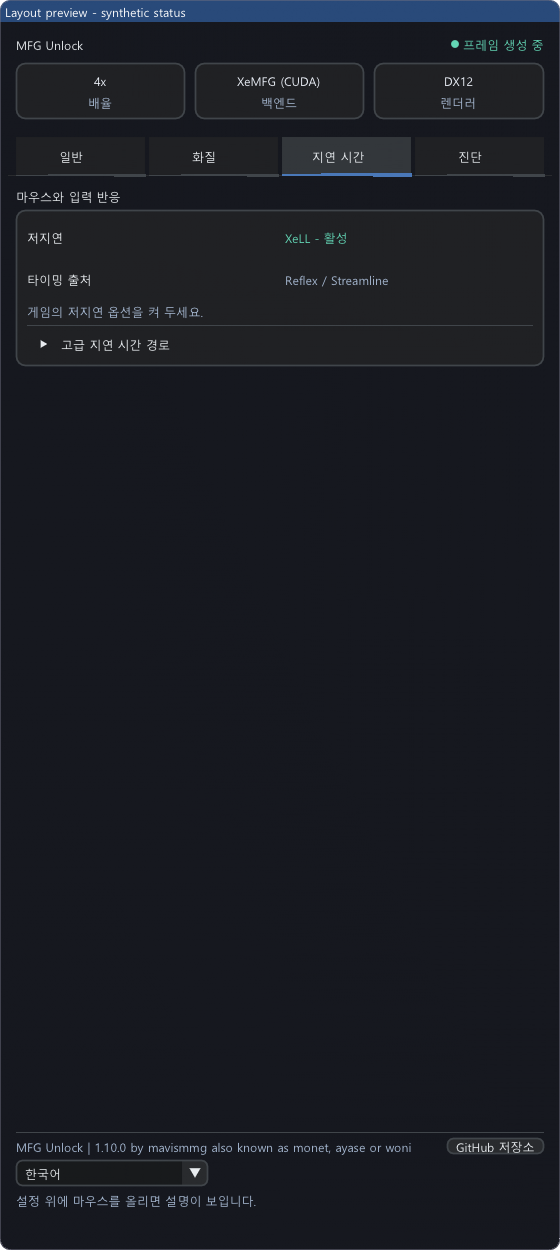 Layout preview - synthetic status
MFG Unlock
프레임 생성 중
4x
배율
XeMFG (CUDA)
백엔드
DX12
렌더러
일반
화질
지연 시간
진단
마우스와 입력 반응
저지연
XeLL - 활성
타이밍 출처
Reflex / Streamline
게임의 저지연 옵션을 켜 두세요.
고급 지연 시간 경로
MFG Unlock | 1.10.0 by mavismmg also known as monet, ayase or woni
GitHub 저장소
한국어
설정 위에 마우스를 올리면 설명이 보입니다.